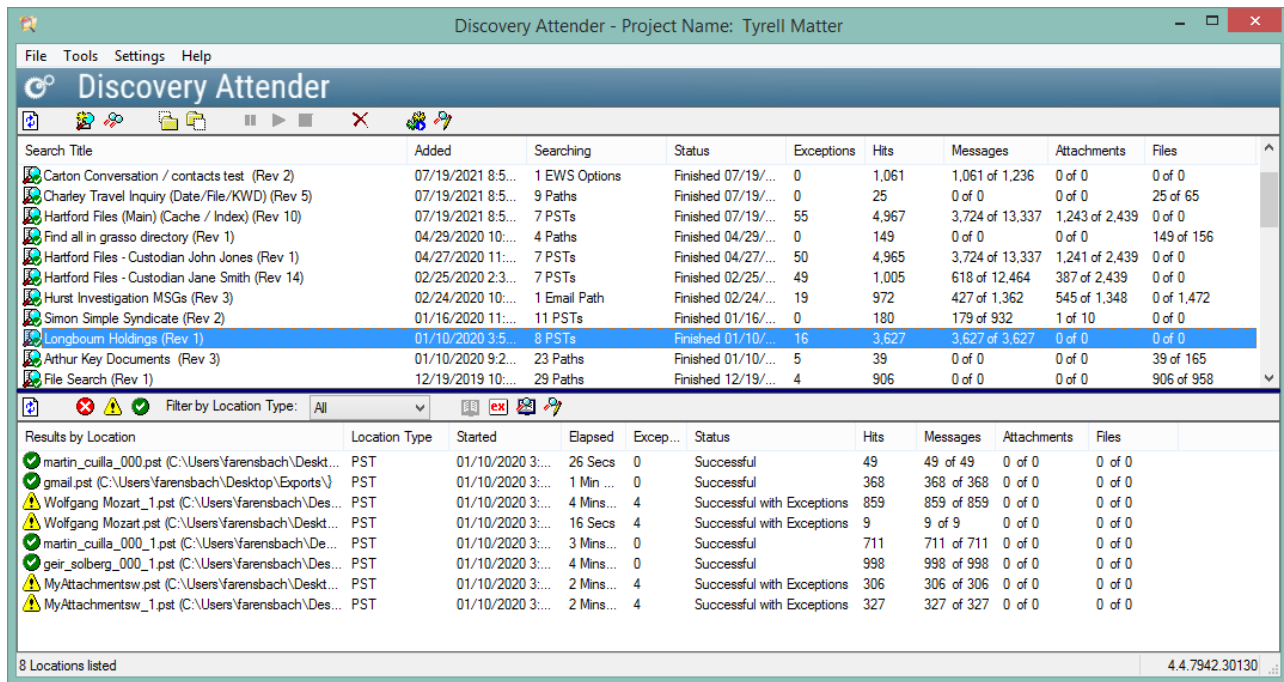 Discovery Attender - Project Name: Tyrell Matter
File Tools Settings Help
Discovery Attender
Search Title Added Searching Status Exceptions Hits Messages Attachments Files
Carton Conversation / contacts test (Rev 2) 07/19/2021 8:5... 1 EWS Options Finished 07/19/... 0 1,061 1,061 of 1,236 0 of 0 0 of 0
Charley Travel Inquiry (Date/File/KWD) (Rev 5) 07/19/2021 8:5... 9 Paths Finished 07/19/... 0 25 0 of 0 0 of 0 25 of 65
Hartford Files (Main) (Cache / Index) (Rev 10) 07/19/2021 8:5... 7 PSTs Finished 07/19/... 55 4,967 3,724 of 13,337 1,243 of 2,439 0 of 0
Find all in grasso directory (Rev 1) 04/29/2020 10:... 4 Paths Finished 04/29/... 0 149 0 of 0 0 of 0 149 of 156
Hartford Files - Custodian John Jones (Rev 1) 04/27/2020 11:... 7 PSTs Finished 04/27/... 50 4,965 3,724 of 13,337 1,241 of 2,439 0 of 0
Hartford Files - Custodian Jane Smith (Rev 14) 02/25/2020 2:3... 7 PSTs Finished 02/25/... 49 1,005 618 of 12,464 387 of 2,439 0 of 0
Hurst Investigation MSGs (Rev 3) 02/24/2020 10:... 1 Email Path Finished 02/24/... 19 972 427 of 1,362 545 of 1,348 0 of 1,472
Simon Simple Syndicate (Rev 2) 01/16/2020 11:... 11 PSTs Finished 01/16/... 0 180 179 of 932 1 of 10 0 of 0
Longbourn Holdings (Rev 1) 01/10/2020 3:5... 8 PSTs Finished 01/10/... 16 3,627 3,627 of 3,627 0 of 0 0 of 0
Arthur Key Documents (Rev 3) 01/10/2020 9:2... 23 Paths Finished 01/10/... 5 39 0 of 0 0 of 0 39 of 165
File Search (Rev 1) 12/19/2019 10:... 29 Paths Finished 12/19/... 4 906 0 of 0 0 of 0 906 of 958
Filter by Location Type: All ex
Results by Location Location Type Started Elapsed Excep... Status Hits Messages Attachments Files
martin_cuilla_000.pst (C:\Users\farensbach\Deskt... PST 01/10/2020 3:... 26 Secs 0 Successful 49 49 of 49 0 of 0 0 of 0
gmail.pst (C:\Users\farensbach\Desktop\Exports\} PST 01/10/2020 3:... 1 Min ... 0 Successful 368 368 of 368 0 of 0 0 of 0
Wolfgang Mozart_1.pst (C:\Users\farensbach\Des... PST 01/10/2020 3:... 4 Mins... 4 Successful with Exceptions 859 859 of 859 0 of 0 0 of 0
Wolfgang Mozart.pst (C:\Users\farensbach\Deskt... PST 01/10/2020 3:... 16 Secs 4 Successful with Exceptions 9 9 of 9 0 of 0 0 of 0
martin_cuilla_000_1.pst (C:\Users\farensbach\De... PST 01/10/2020 3:... 3 Mins... 0 Successful 711 711 of 711 0 of 0 0 of 0
geir_solberg_000_1.pst (C:\Users\farensbach\Des... PST 01/10/2020 3:... 4 Mins... 0 Successful 998 998 of 998 0 of 0 0 of 0
MyAttachmentsw.pst (C:\Users\farensbach\Deskt... PST 01/10/2020 3:... 2 Mins... 4 Successful with Exceptions 306 306 of 306 0 of 0 0 of 0
MyAttachmentsw_1.pst (C:\Users\farensbach\Des... PST 01/10/2020 3:... 2 Mins... 4 Successful with Exceptions 327 327 of 327 0 of 0 0 of 0
8 Locations listed 4.4.7942.30130